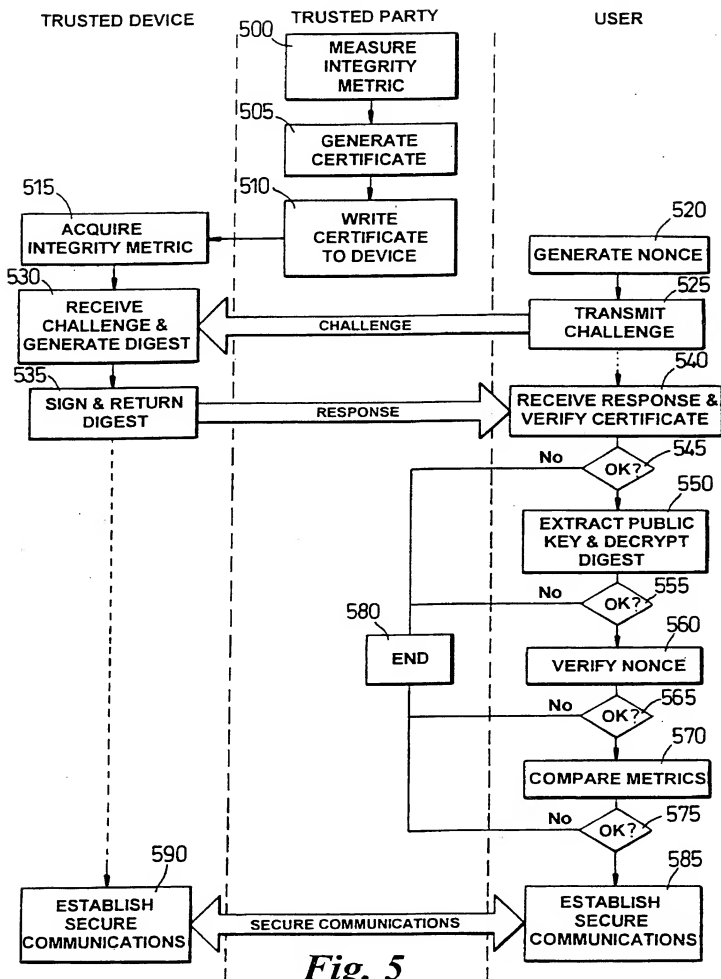 TRUSTED DEVICE
TRUSTED PARTY
USER
500
MEASURE
INTEGRITY
METRIC
505
GENERATE
CERTIFICATE
510
WRITE
CERTIFICATE
TO DEVICE
515
ACQUIRE
INTEGRITY METRIC
520
GENERATE NONCE
525
TRANSMIT
CHALLENGE
530
RECEIVE
CHALLENGE &
GENERATE DIGEST
CHALLENGE
535
SIGN & RETURN
DIGEST
RESPONSE
540
RECEIVE RESPONSE &
VERIFY CERTIFICATE
No
OK?
545
550
EXTRACT PUBLIC
KEY & DECRYPT
DIGEST
No
OK?
555
580
END
560
VERIFY NONCE
No
OK?
565
570
COMPARE METRICS
No
OK?
575
590
ESTABLISH
SECURE
COMMUNICATIONS
SECURE COMMUNICATIONS
585
ESTABLISH
SECURE
COMMUNICATIONS
Fig. 5